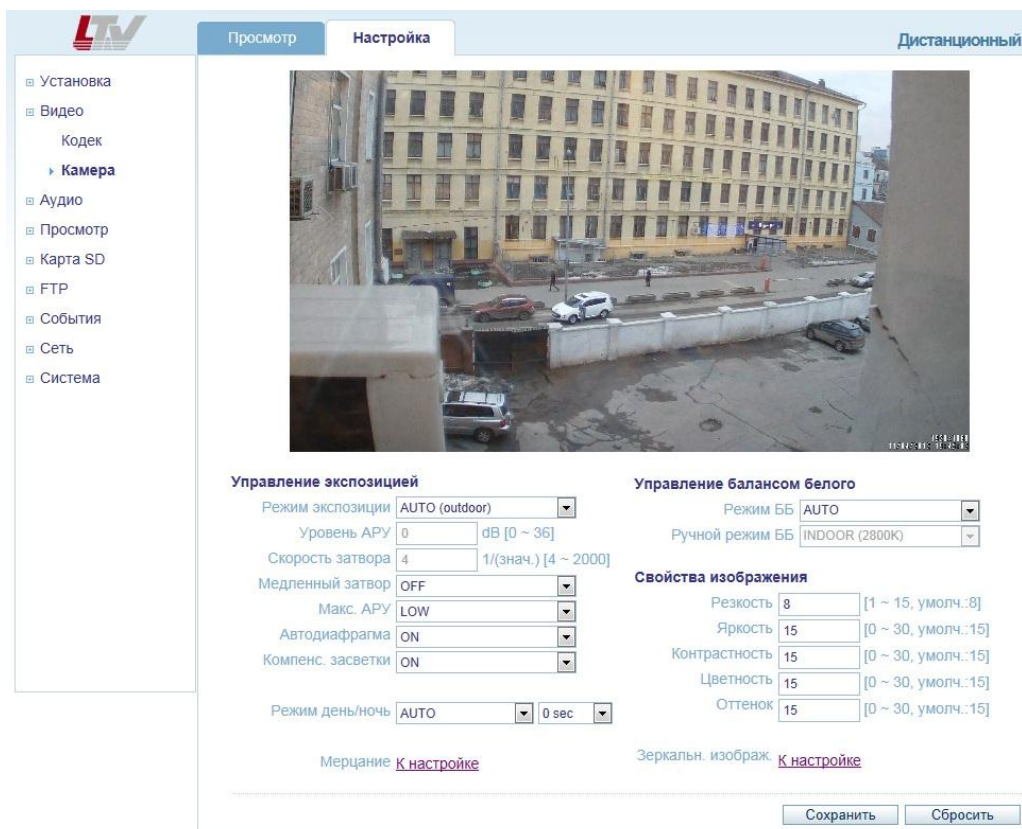 LTV
Просмотр
Настройка
Дистанционный
Установка
Видео
Кодек
Камера
Аудио
Просмотр
Карта SD
FTP
События
Сеть
Система
Управление экспозицией
Режим экспозиции AUTO (outdoor)
Уровень АРУ 0 dB [0 ~ 36]
Скорость затвора 4 1/(знач.) [4 ~ 2000]
Медленный затвор OFF
Макс. АРУ LOW
Автодиафрагма ON
Компенс. засветки ON
Режим день/ночь AUTO 0 sec
Мерцание К настройке
Управление балансом белого
Режим ББ AUTO
Ручной режим ББ INDOOR (2800K)
Свойства изображения
Резкость 8 [1 ~ 15, умолч.:8]
Яркость 15 [0 ~ 30, умолч.:15]
Контрастность 15 [0 ~ 30, умолч.:15]
Цветность 15 [0 ~ 30, умолч.:15]
Оттенок 15 [0 ~ 30, умолч.:15]
Зеркальн. изображ. К настройке
Сохранить
Сбросить